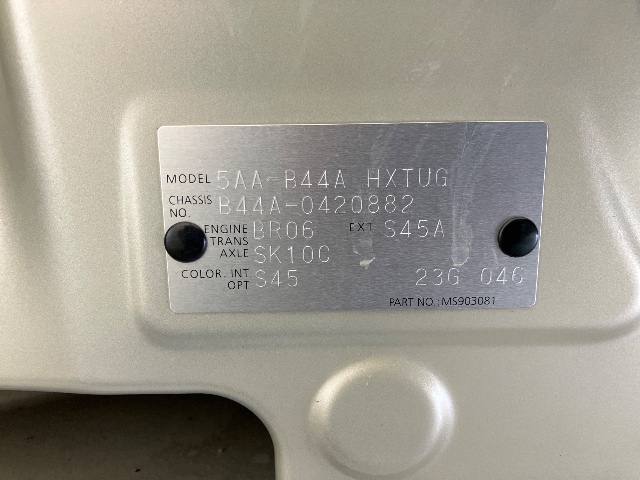 MODEL 5AA-B44A HXTUG
CHASSIS NO. B44A-0420882
ENGINE BR06 EXT S45A
TRANS AXLE SK10C
COLOR. INT S45 23G 046
OPT
PART NO.: MS903081